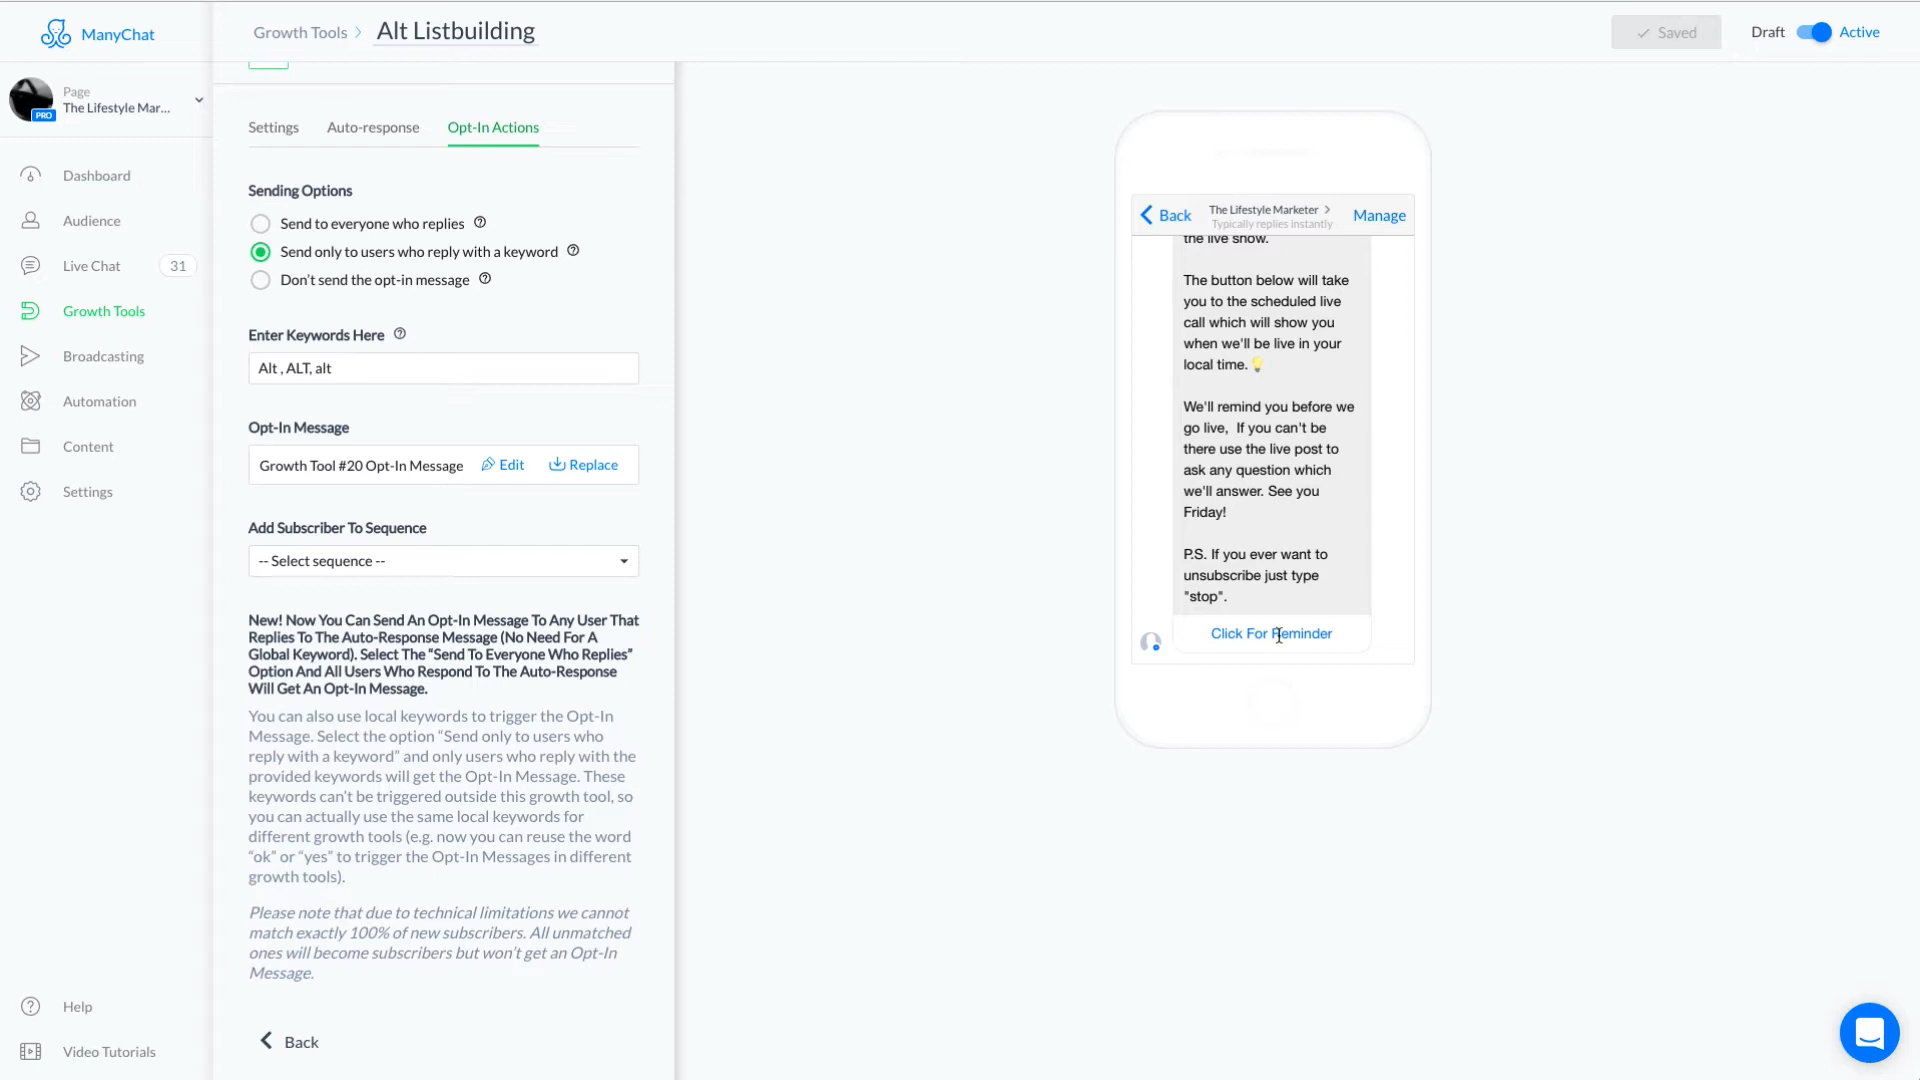 ManyChat
Growth Tools
Alt Listbuilding
Saved
Draft
Active
Page
The Lifestyle Mar...
PRO
Dashboard
Audience
Live Chat
31
Growth Tools
Broadcasting
Automation
Content
Settings
Help
Video Tutorials
Settings
Auto-response
Opt-In Actions
Sending Options
Send to everyone who replies
Send only to users who reply with a keyword
Don't send the opt-in message
Enter Keywords Here
Alt , ALT, alt
Opt-In Message
Growth Tool #20 Opt-In Message
Edit
Replace
Add Subscriber To Sequence
-- Select sequence --
New! Now You Can Send An Opt-In Message To Any User That
Replies To The Auto-Response Message (No Need For A
Global Keyword). Select The “Send To Everyone Who Replies”
Option And All Users Who Respond To The Auto-Response
Will Get An Opt-In Message.
You can also use local keywords to trigger the Opt-In
Message. Select the option “Send only to users who
reply with a keyword” and only users who reply with the
provided keywords will get the Opt-In Message. These
keywords can’t be triggered outside this growth tool, so
you can actually use the same local keywords for
different growth tools (e.g. now you can reuse the word
“ok” or “yes” to trigger the Opt-In Messages in different
growth tools).
Please note that due to technical limitations we cannot
match exactly 100% of new subscribers. All unmatched
ones will become subscribers but won’t get an Opt-In
Message.
Back
Back
The Lifestyle Marketer
Typically replies instantly
Manage
the live show.
The button below will take
you to the scheduled live
call which will show you
when we'll be live in your
local time.💡
We'll remind you before we
go live, If you can't be
there use the live post to
ask any question which
we'll answer. See you
Friday!
P.S. If you ever want to
unsubscribe just type
"stop".
Click For Reminder